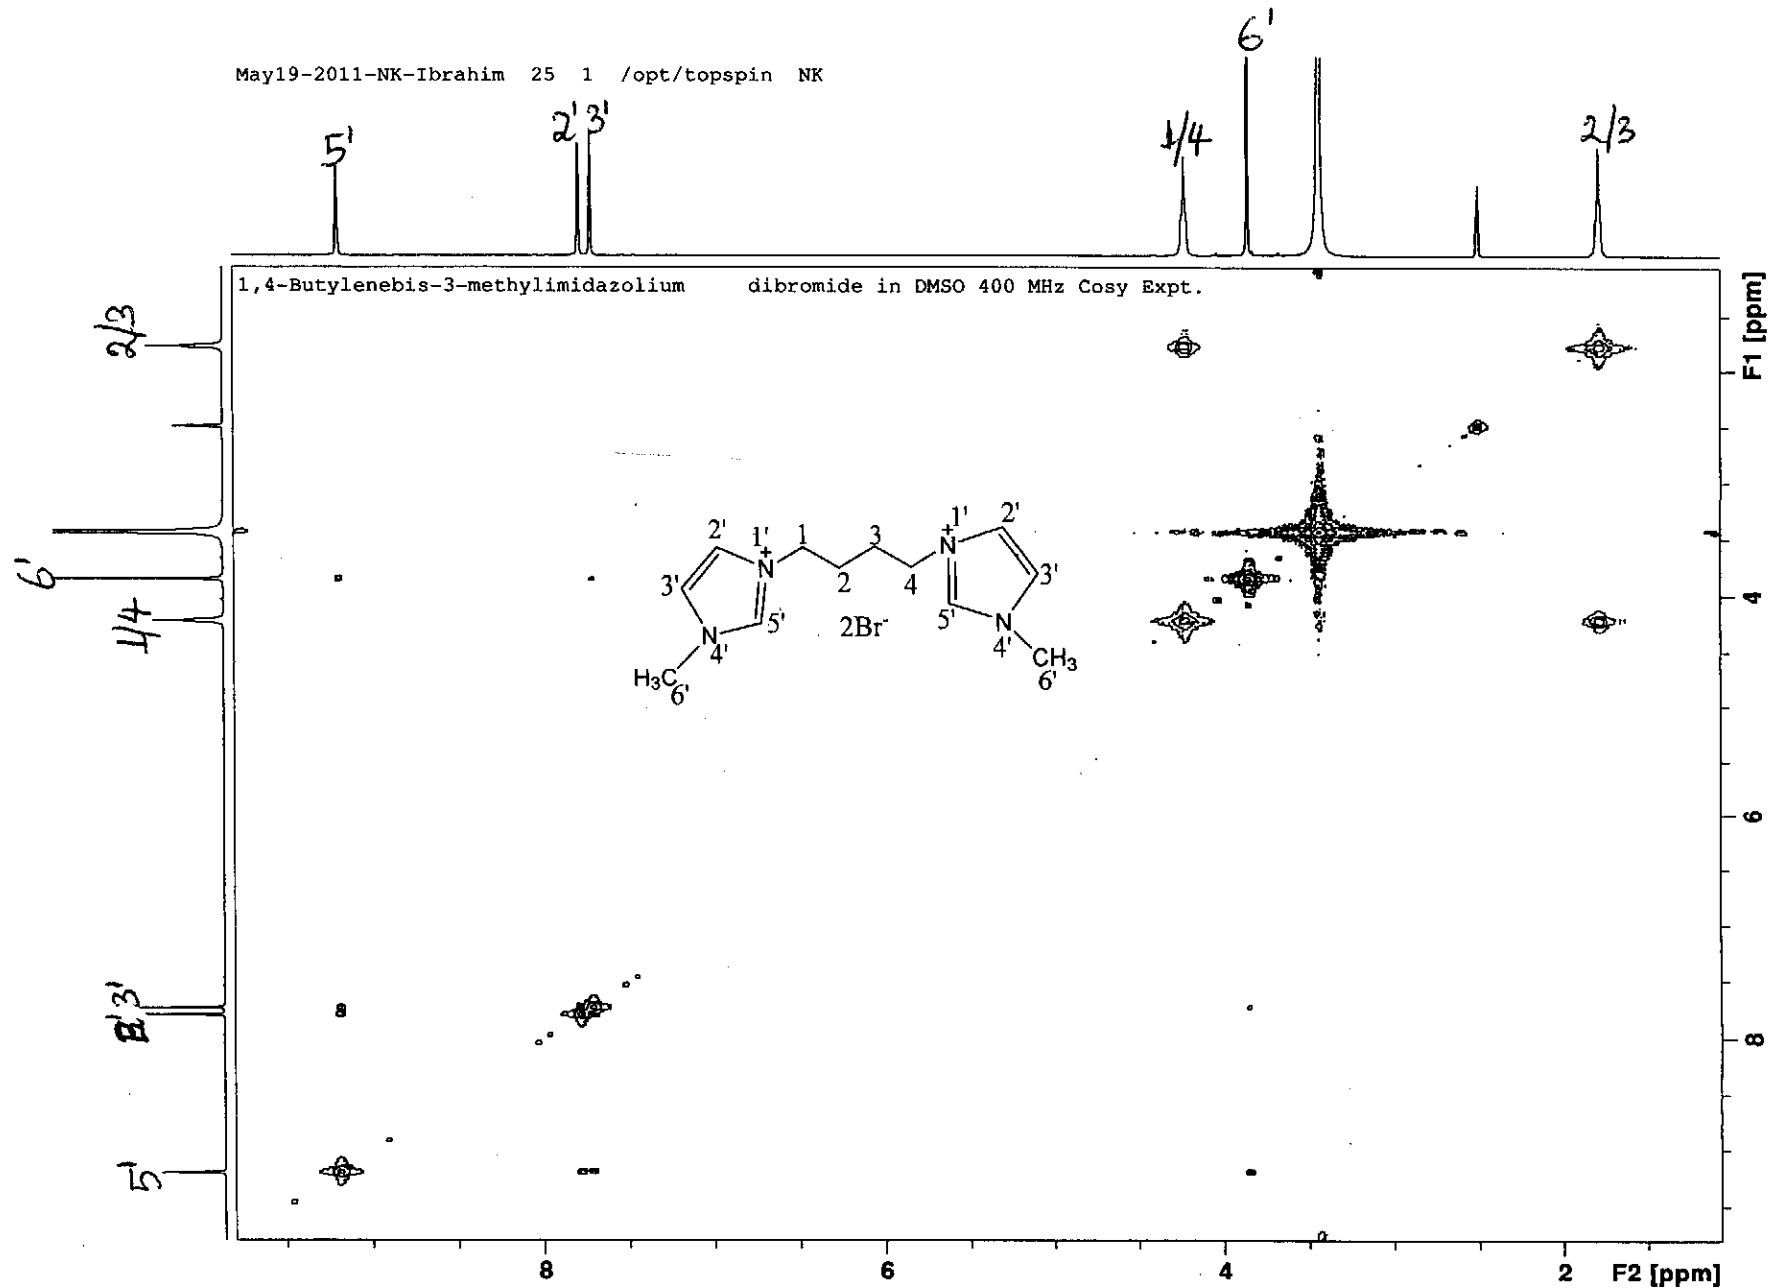 6'
May19-2011-NK-Ibrahim 25 1 /opt/topspin NK
5'
2' 3'
1/4
2/3
1,4-Butylenebis-3-methylimidazolium dibromide in DMSO 400 MHz Cosy Expt.
2/3
6'
1/4
3'
5'
2' 1' N + 1 3 N + 1' 2'
3' 2 4 3'
N 4' 5' 2Br- 5' N 4'
H3C 6' CH3 6'
F1 [ppm]
4
6
8
8 6 4 2 F2 [ppm]